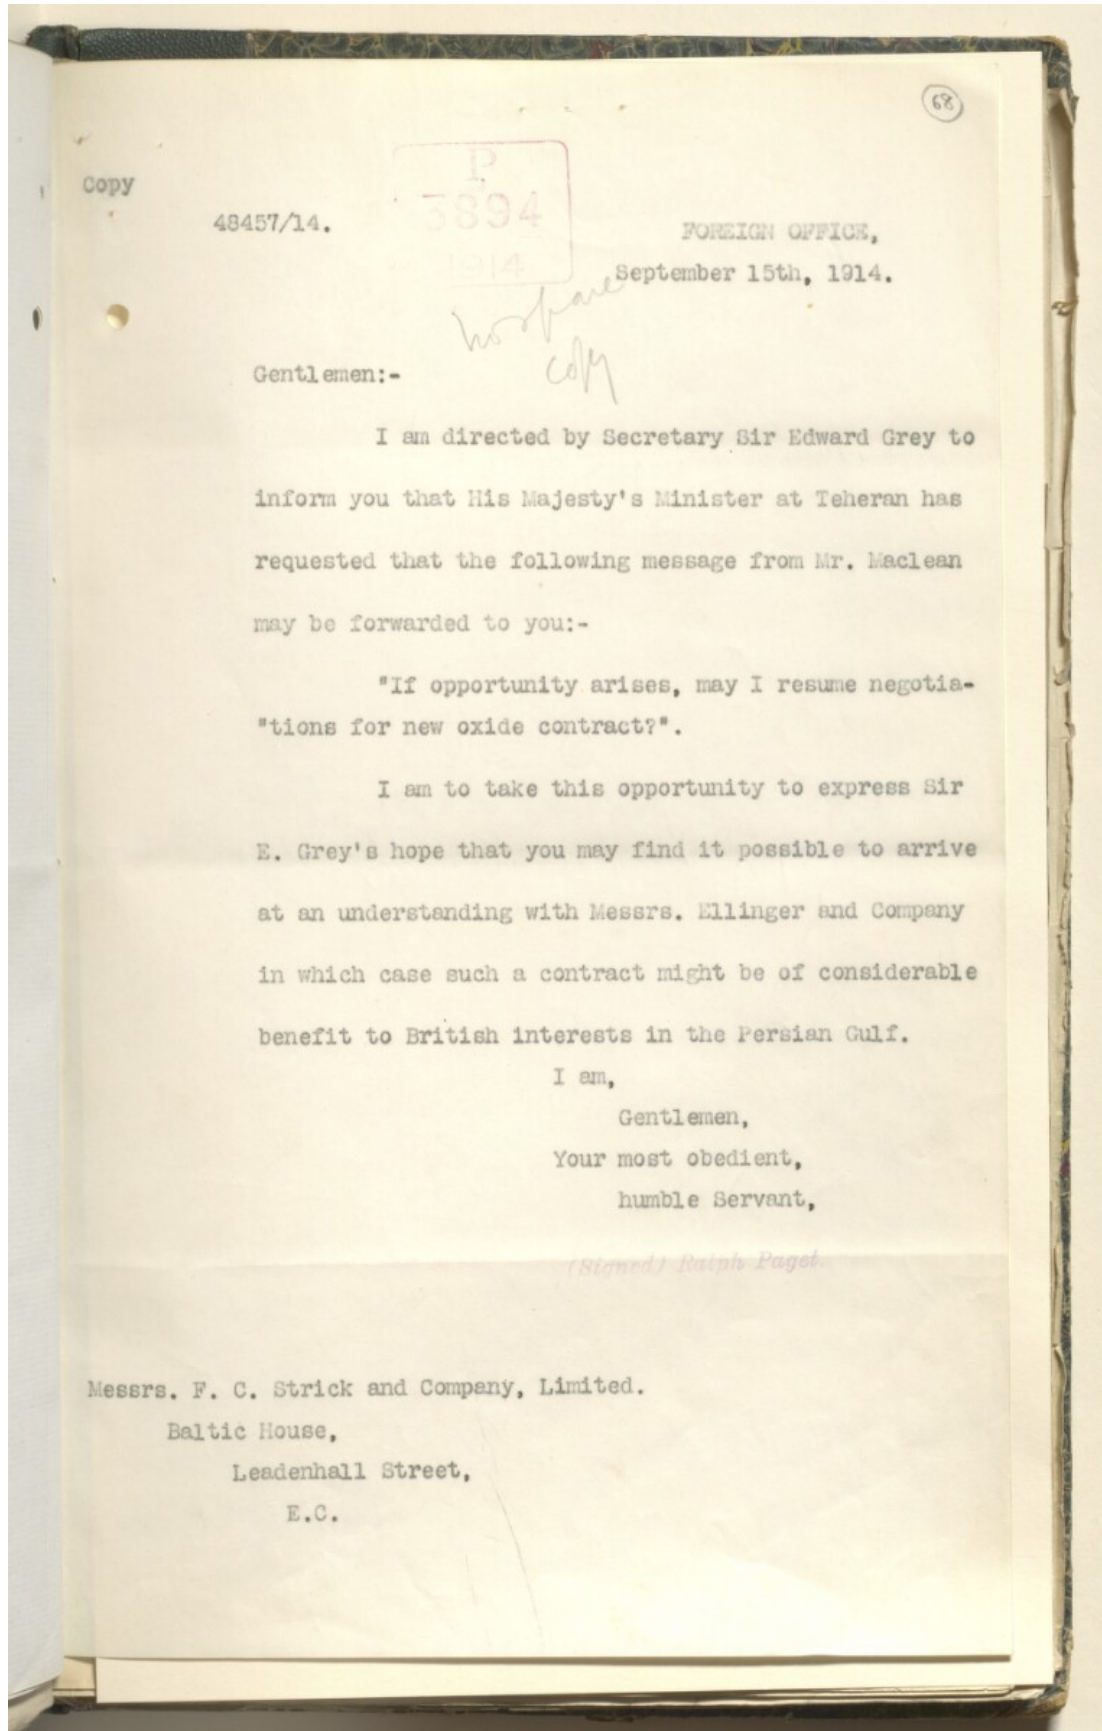 68
Copy
P
3894
1914
48457/14.
FOREIGN OFFICE,
September 15th, 1914.
no spare
copy
Gentlemen:-
I am directed by Secretary Sir Edward Grey to
inform you that His Majesty's Minister at Teheran has
requested that the following message from Mr. Maclean
may be forwarded to you:-
"If opportunity arises, may I resume negotia-
"tions for new oxide contract?".
I am to take this opportunity to express Sir
E. Grey's hope that you may find it possible to arrive
at an understanding with Messrs. Ellinger and Company
in which case such a contract might be of considerable
benefit to British interests in the Persian Gulf.
I am,
Gentlemen,
Your most obedient,
humble Servant,
(Signed) Ralph Paget.
Messrs. F. C. Strick and Company, Limited.
Baltic House,
Leadenhall Street,
E.C.